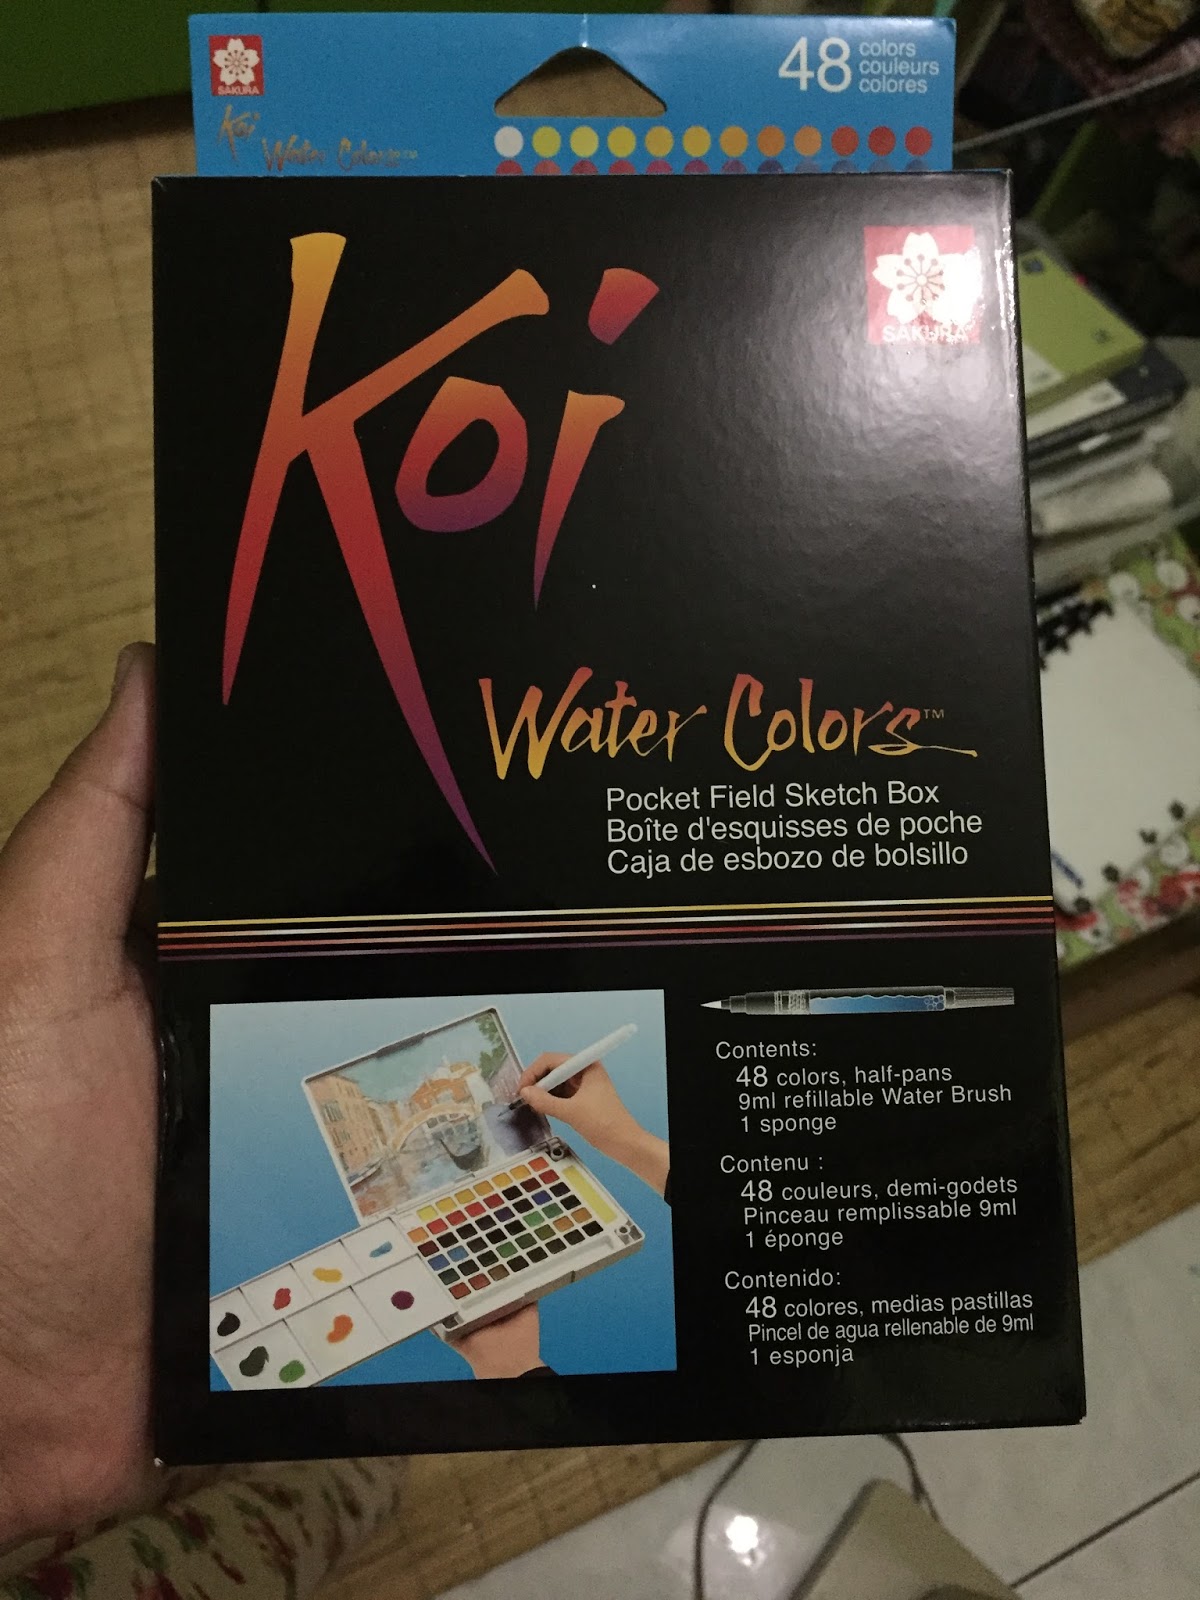 SAKURA
Koi
Water Colors
48
colors
couleurs
colores
Koi
SAKURA
Water Colors™
Pocket Field Sketch Box
Boîte d'esquisses de poche
Caja de esbozo de bolsillo
Contents:
48 colors, half-pans
9ml refillable Water Brush
1 sponge
Contenu :
48 couleurs, demi-godets
Pinceau remplissable 9ml
1 éponge
Contenido:
48 colores, medias pastillas
Pincel de agua rellenable de 9ml
1 esponja